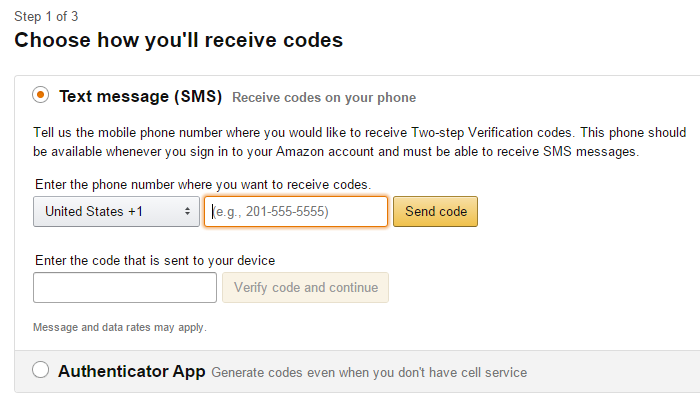 Step 1 of 3
Choose how you'll receive codes
Text message (SMS) Receive codes on your phone
Tell us the mobile phone number where you would like to receive Two-step Verification codes. This phone should
be available whenever you sign in to your Amazon account and must be able to receive SMS messages.
Enter the phone number where you want to receive codes.
United States +1 (e.g., 201-555-5555) Send code
Enter the code that is sent to your device
Verify code and continue
Message and data rates may apply.
Authenticator App Generate codes even when you don't have cell service